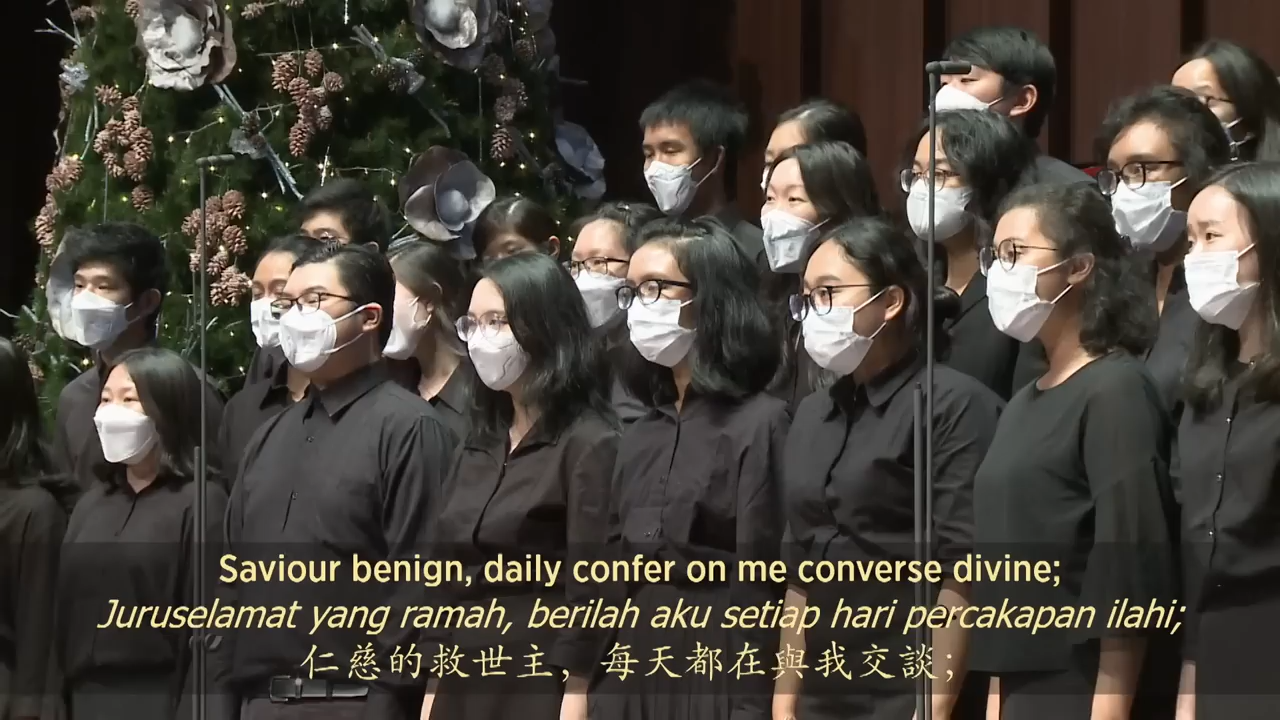 Saviour benign, daily confer on me converse divine;
Juruselamat yang ramah, berilah aku setiap hari percakapan ilahi;
仁慈的救世主，每天都在與我交談；